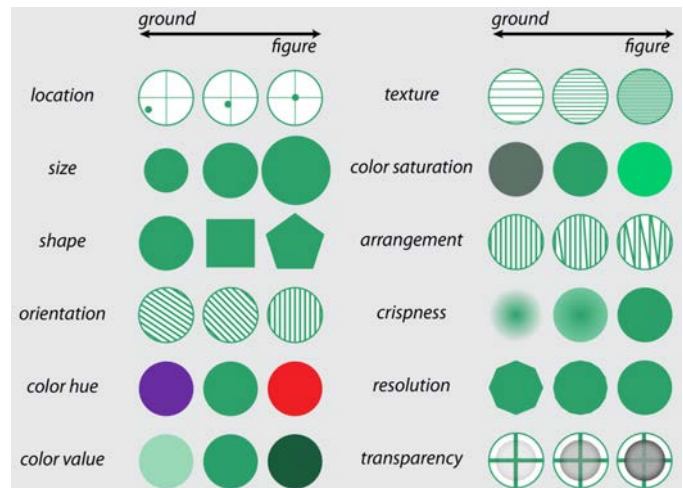 ground
figure
location
size
shape
orientation
color hue
color value
ground
figure
texture
color saturation
arrangement
crispness
resolution
transparency